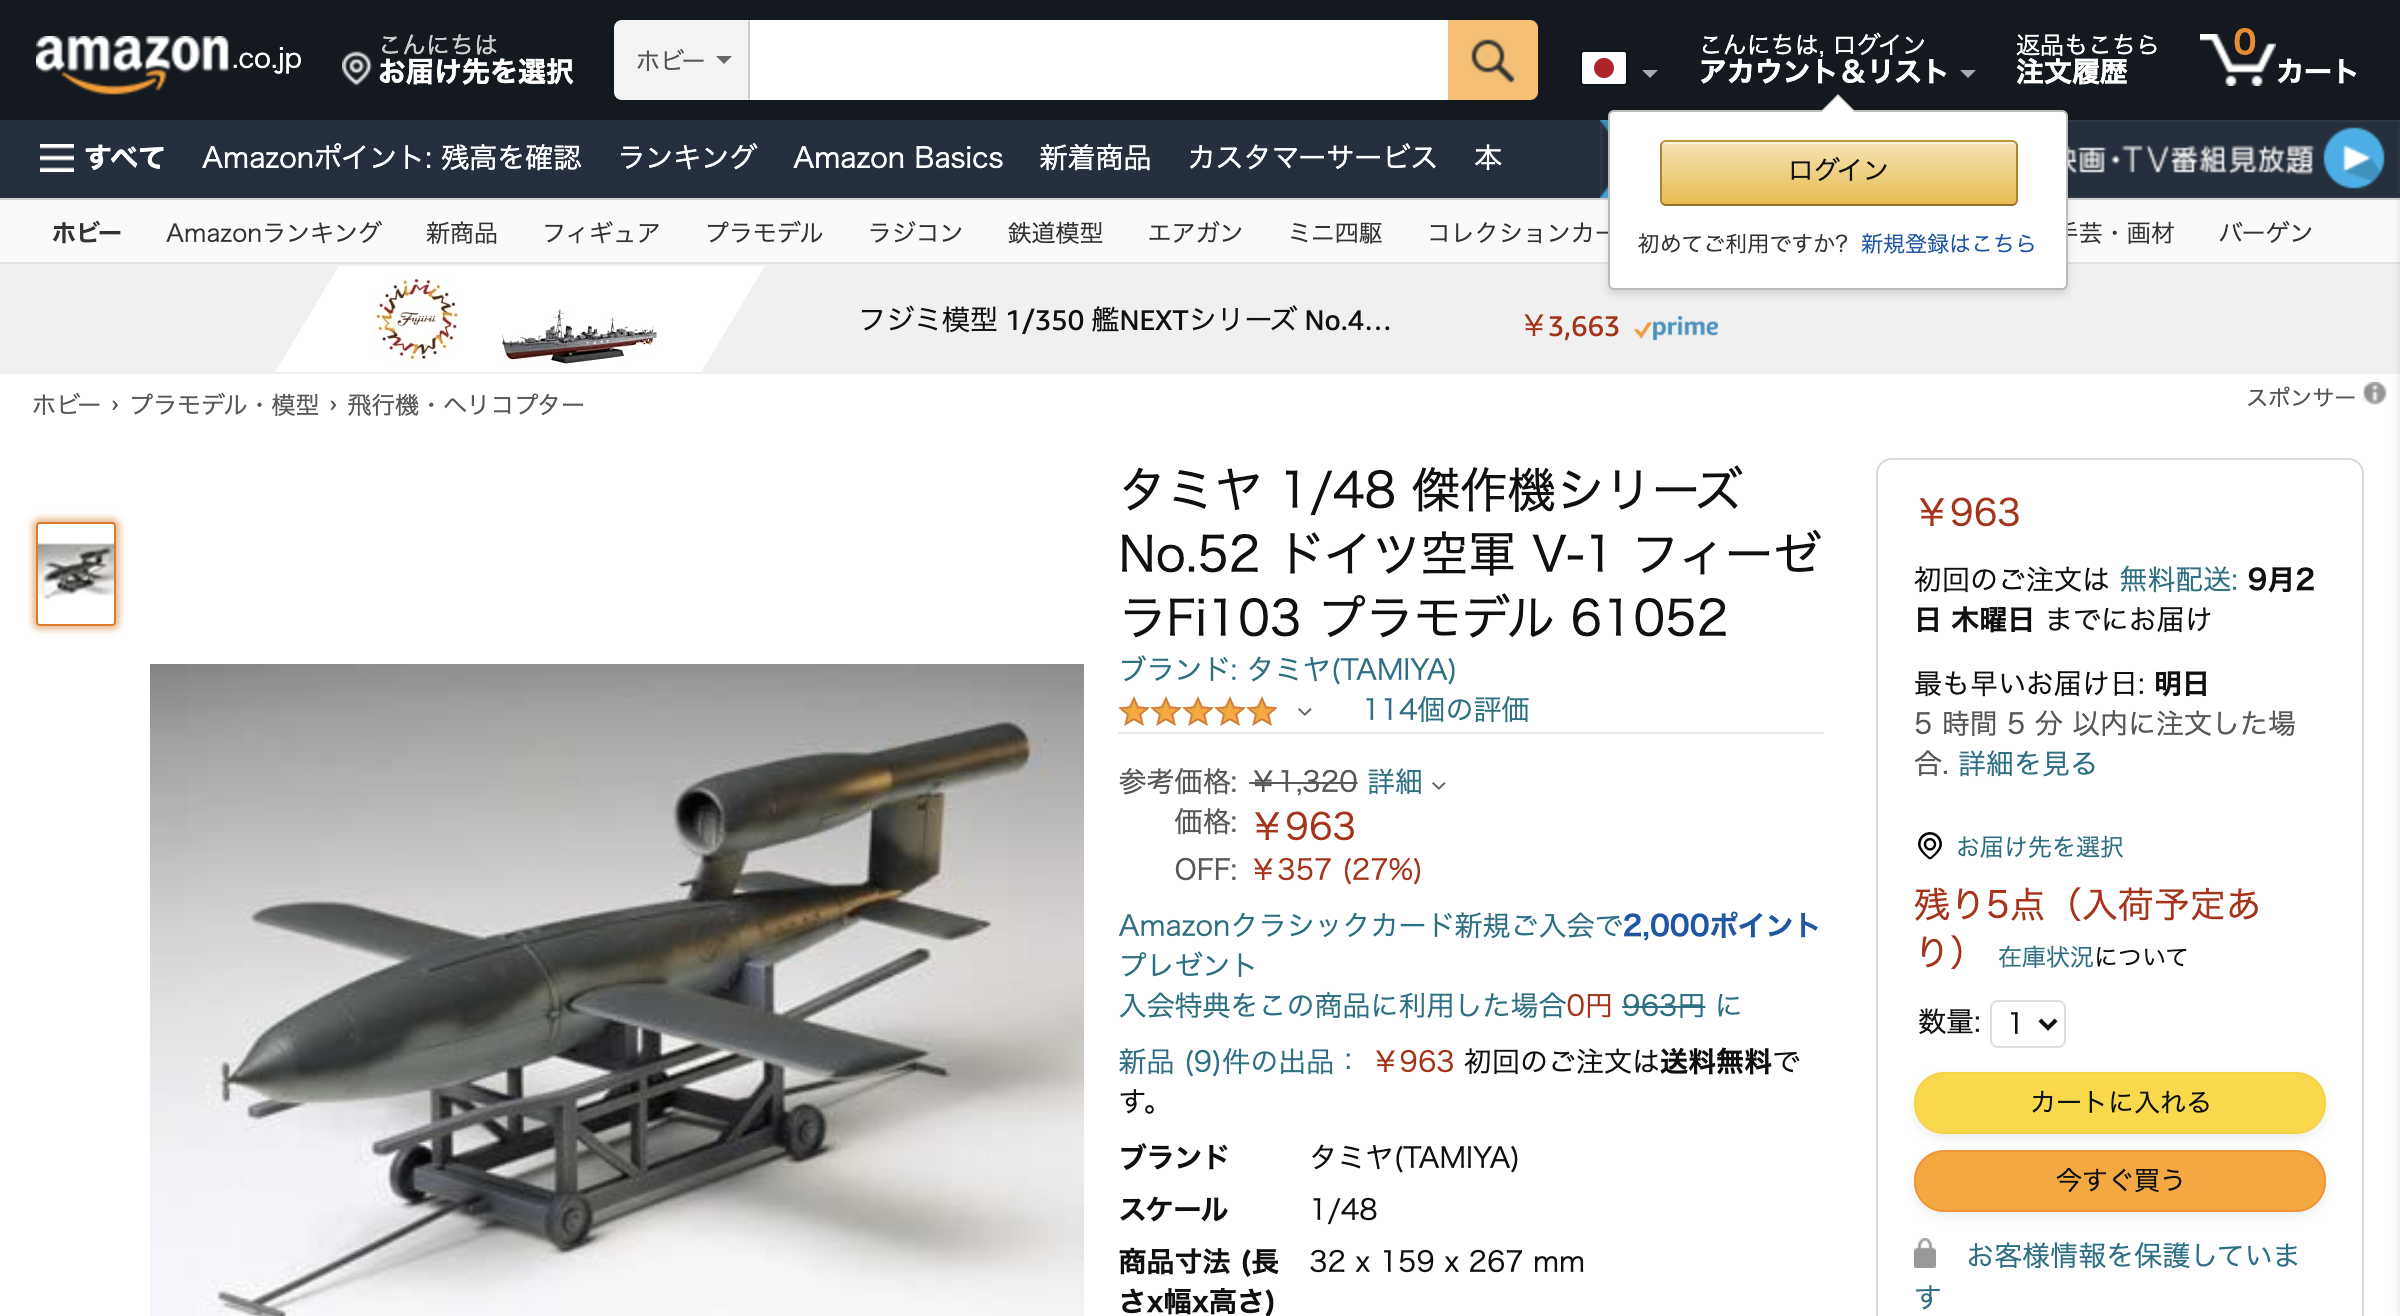 amazon.co.jp
こんにちは
お届け先を選択
ホビー
こんにちは, ログイン
アカウント＆リスト
返品もこちら
注文履歴
0
カート
すべて
Amazonポイント: 残高を確認
ランキング
Amazon Basics
新着商品
カスタマーサービス
本
画・TV番組見放題
ログイン
初めてご利用ですか? 新規登録はこちら
ホビー
Amazonランキング
新商品
フィギュア
プラモデル
ラジコン
鉄道模型
エアガン
ミニ四駆
コレクションカー
手芸・画材
バーゲン
Fujimi
フジミ模型 1/350 艦NEXTシリーズ No.4…
￥3,663 prime
スポンサー
ホビー › プラモデル・模型 › 飛行機・ヘリコプター
タミヤ 1/48 傑作機シリーズ
No.52 ドイツ空軍 V-1 フィーゼ
ラFi103 プラモデル 61052
ブランド: タミヤ(TAMIYA)
114個の評価
参考価格: ￥1,320 詳細
価格: ￥963
OFF: ￥357 (27%)
Amazonクラシックカード新規ご入会で2,000ポイント
プレゼント
入会特典をこの商品に利用した場合0円 963円 に
新品 (9)件の出品： ￥963 初回のご注文は送料無料で
す。
ブランド タミヤ(TAMIYA)
スケール 1/48
商品寸法 (長
さx幅x高さ)
32 x 159 x 267 mm
￥963
初回のご注文は 無料配送: 9月2
日 木曜日 までにお届け
最も早いお届け日: 明日
5 時間 5 分 以内に注文した場
合. 詳細を見る
お届け先を選択
残り5点（入荷予定あ
り） 在庫状況について
数量: 1
カートに入れる
今すぐ買う
お客様情報を保護していま
す